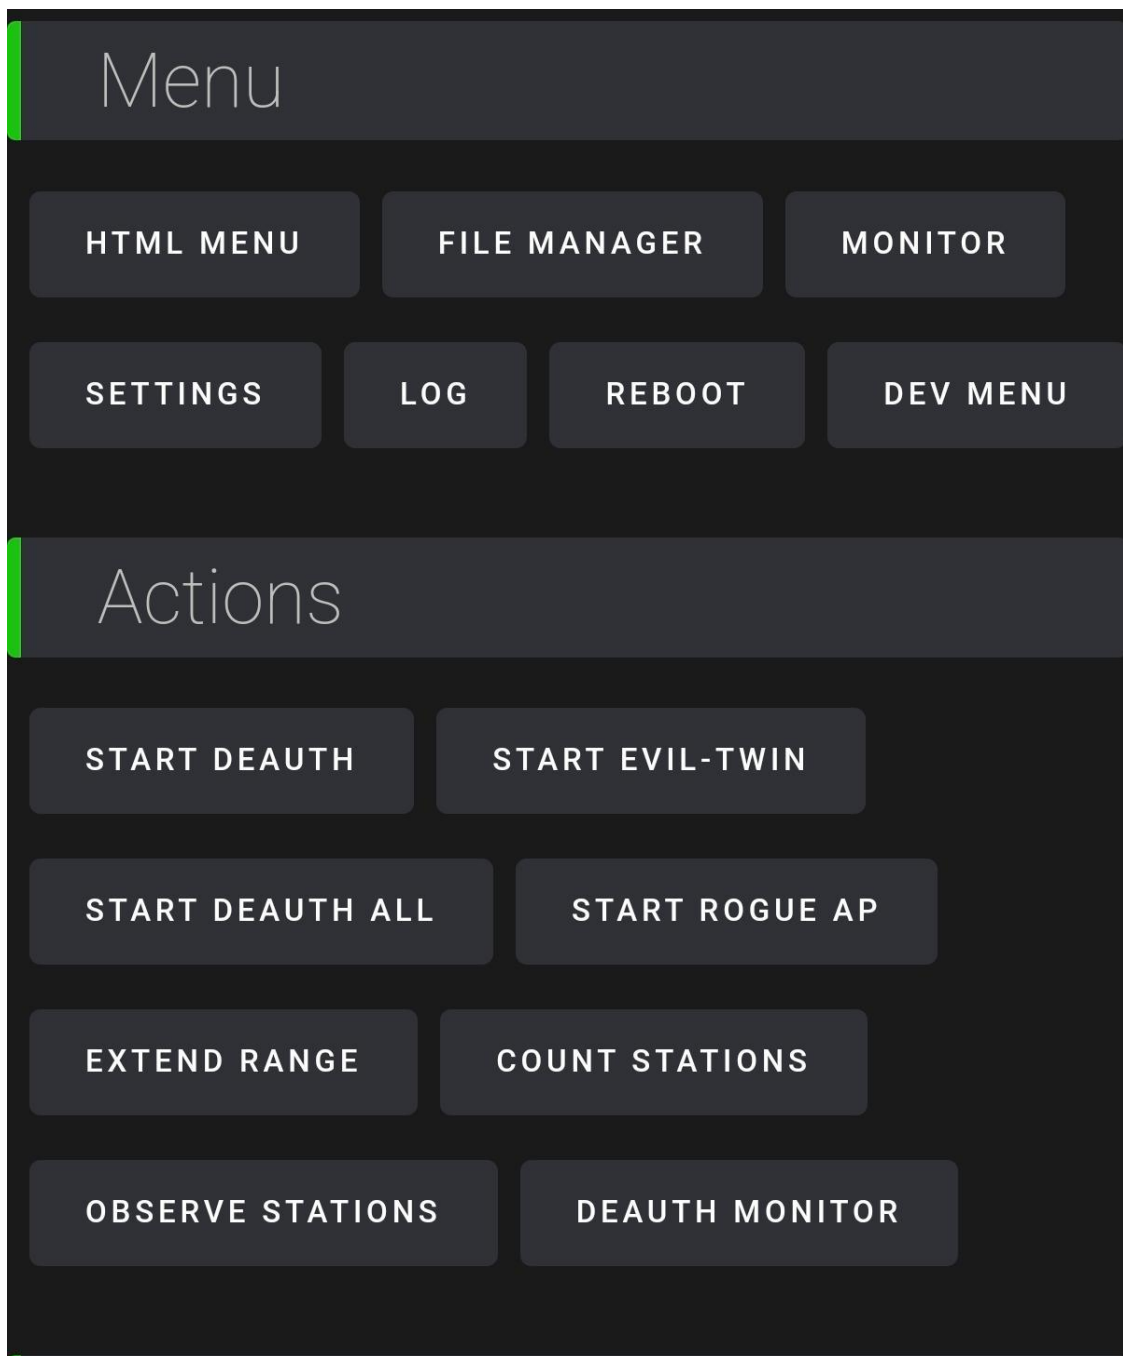 Menu
HTML MENU FILE MANAGER MONITOR
SETTINGS LOG REBOOT DEV MENU
Actions
START DEAUTH START EVIL-TWIN
START DEAUTH ALL START ROGUE AP
EXTEND RANGE COUNT STATIONS
OBSERVE STATIONS DEAUTH MONITOR